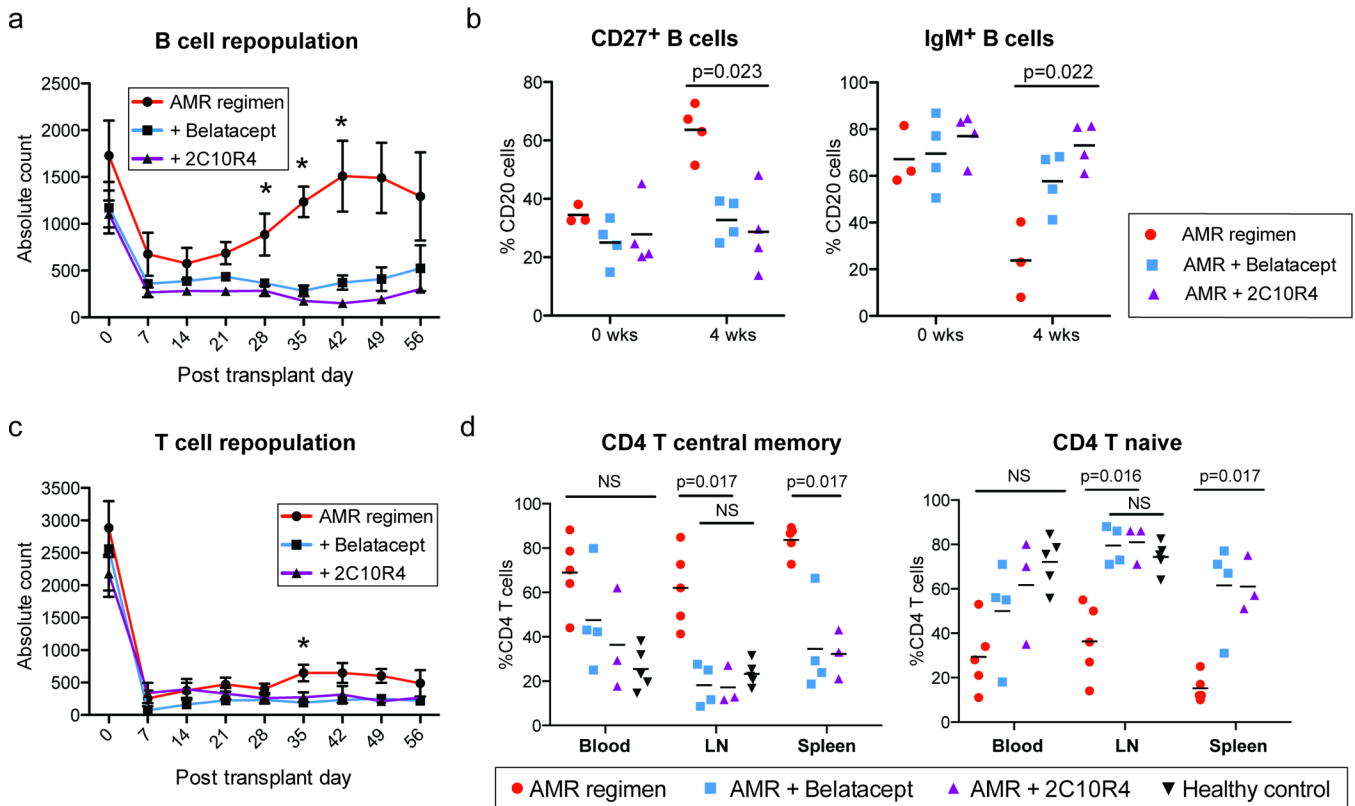 a
B cell repopulation
Absolute count
2500
2000
1500
1000
500
0
AMR regimen
+ Belatacept
+ 2C10R4
*
*
*
0
7
14
21
28
35
42
49
56
Post transplant day
b
CD27+ B cells
p=0.023
% CD20 cells
80
60
40
20
0
0 wks
4 wks
IgM+ B cells
p=0.022
% CD20 cells
100
80
60
40
20
0
0 wks
4 wks
AMR regimen
AMR + Belatacept
AMR + 2C10R4
c
T cell repopulation
Absolute count
3500
3000
2500
2000
1500
1000
500
0
AMR regimen
+ Belatacept
+ 2C10R4
*
0
7
14
21
28
35
42
49
56
Post transplant day
d
CD4 T central memory
NS
p=0.017
NS
p=0.017
%CD4 T cells
100
80
60
40
20
0
Blood
LN
Spleen
CD4 T naive
NS
p=0.016
NS
p=0.017
%CD4 T cells
100
80
60
40
20
0
Blood
LN
Spleen
AMR regimen
AMR + Belatacept
AMR + 2C10R4
Healthy control